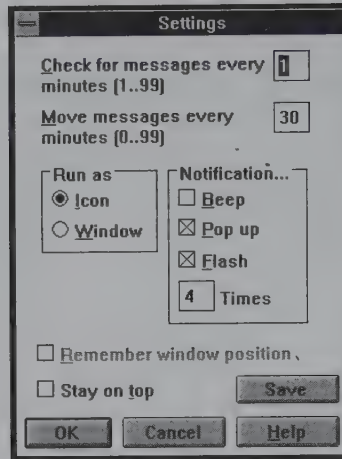 Settings
Check for messages every 1
minutes (1..99)
Move messages every 30
minutes (0..99)
Run as
Icon
Window
Notification...
Beep
Pop up
Flash
4 Times
Remember window position
Stay on top
Save
OK Cancel Help